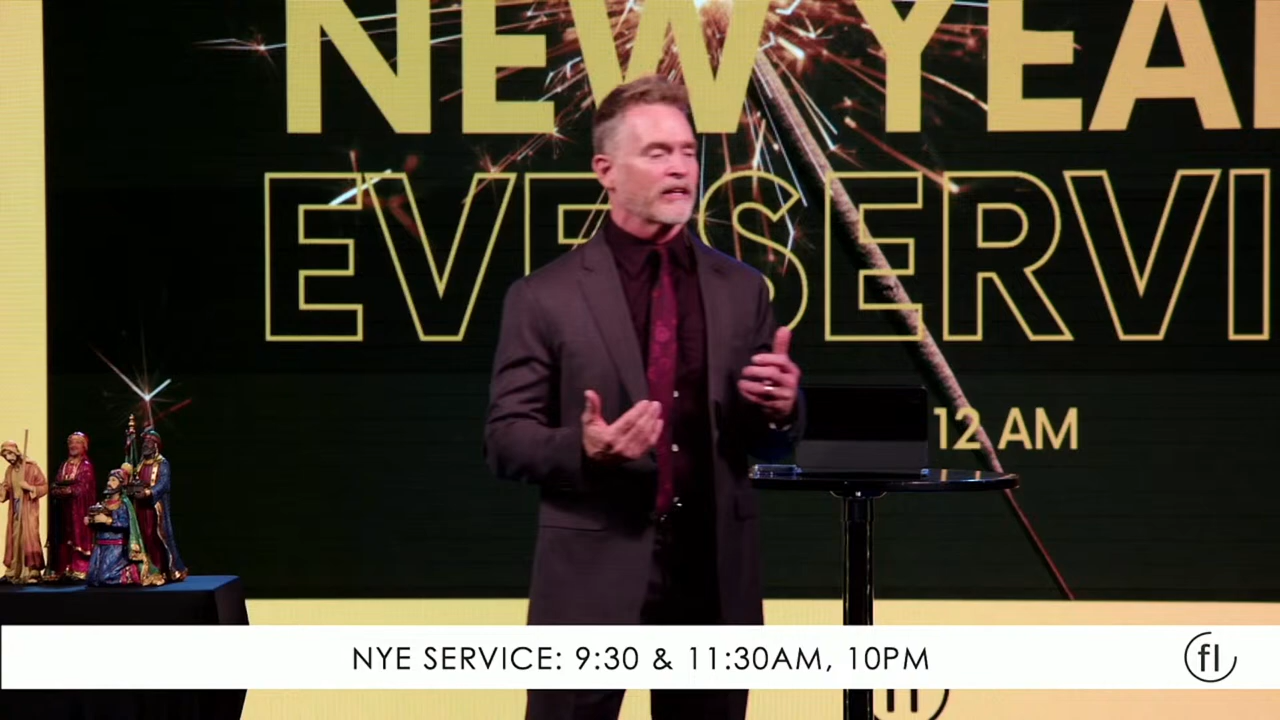 NEW YEA
EVE SERVI
12 AM
NYE SERVICE: 9:30 & 11:30AM, 10PM
fl